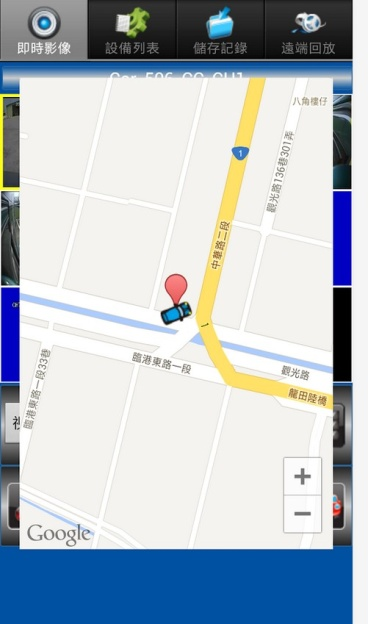 即時影像
設備列表
儲存記錄
遠端回放
八角樓仔
1
觀光路136巷301弄
中華路二段
1
臨港東路一段
觀光路
龍田陸橋
臨港東路一段33巷
+
−
Google